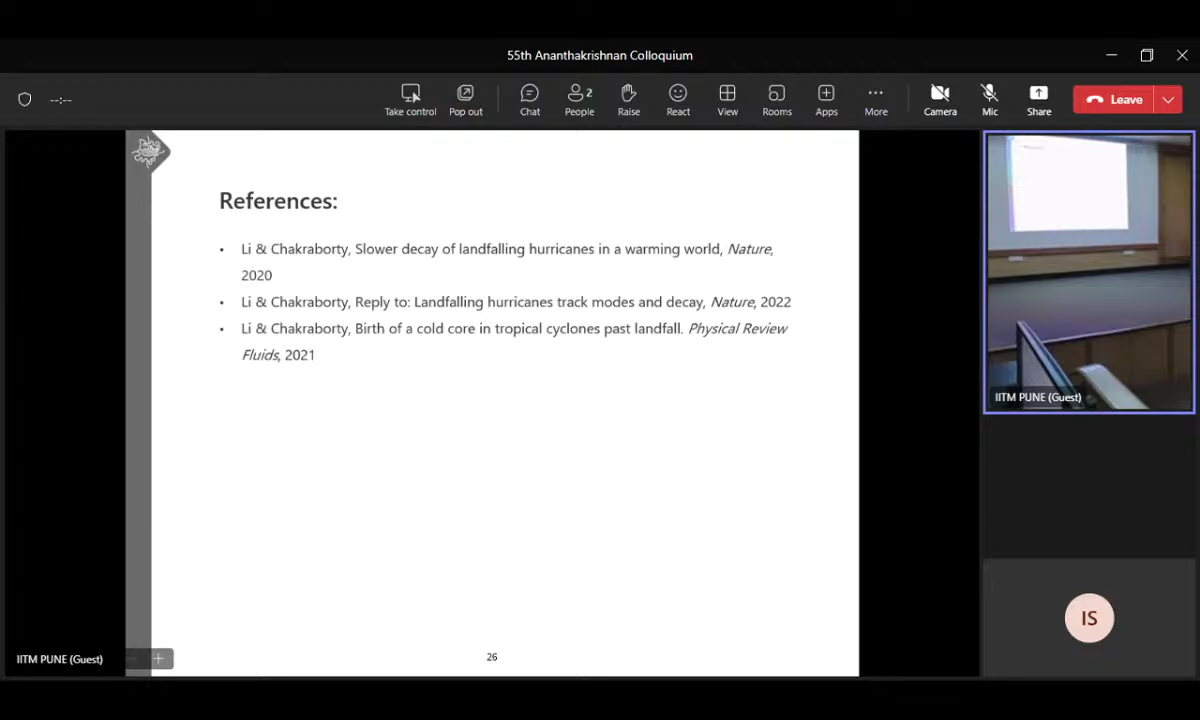 55th Ananthakrishnan Colloquium
--:--
Take control
Pop out
Chat
People
2
Raise
React
View
Rooms
Apps
More
Camera
Mic
Share
Leave
References:
• Li & Chakraborty, Slower decay of landfalling hurricanes in a warming world, Nature,
2020
• Li & Chakraborty, Reply to: Landfalling hurricanes track modes and decay, Nature, 2022
• Li & Chakraborty, Birth of a cold core in tropical cyclones past landfall. Physical Review
Fluids, 2021
26
IITM PUNE (Guest)
IITM PUNE (Guest)
IS